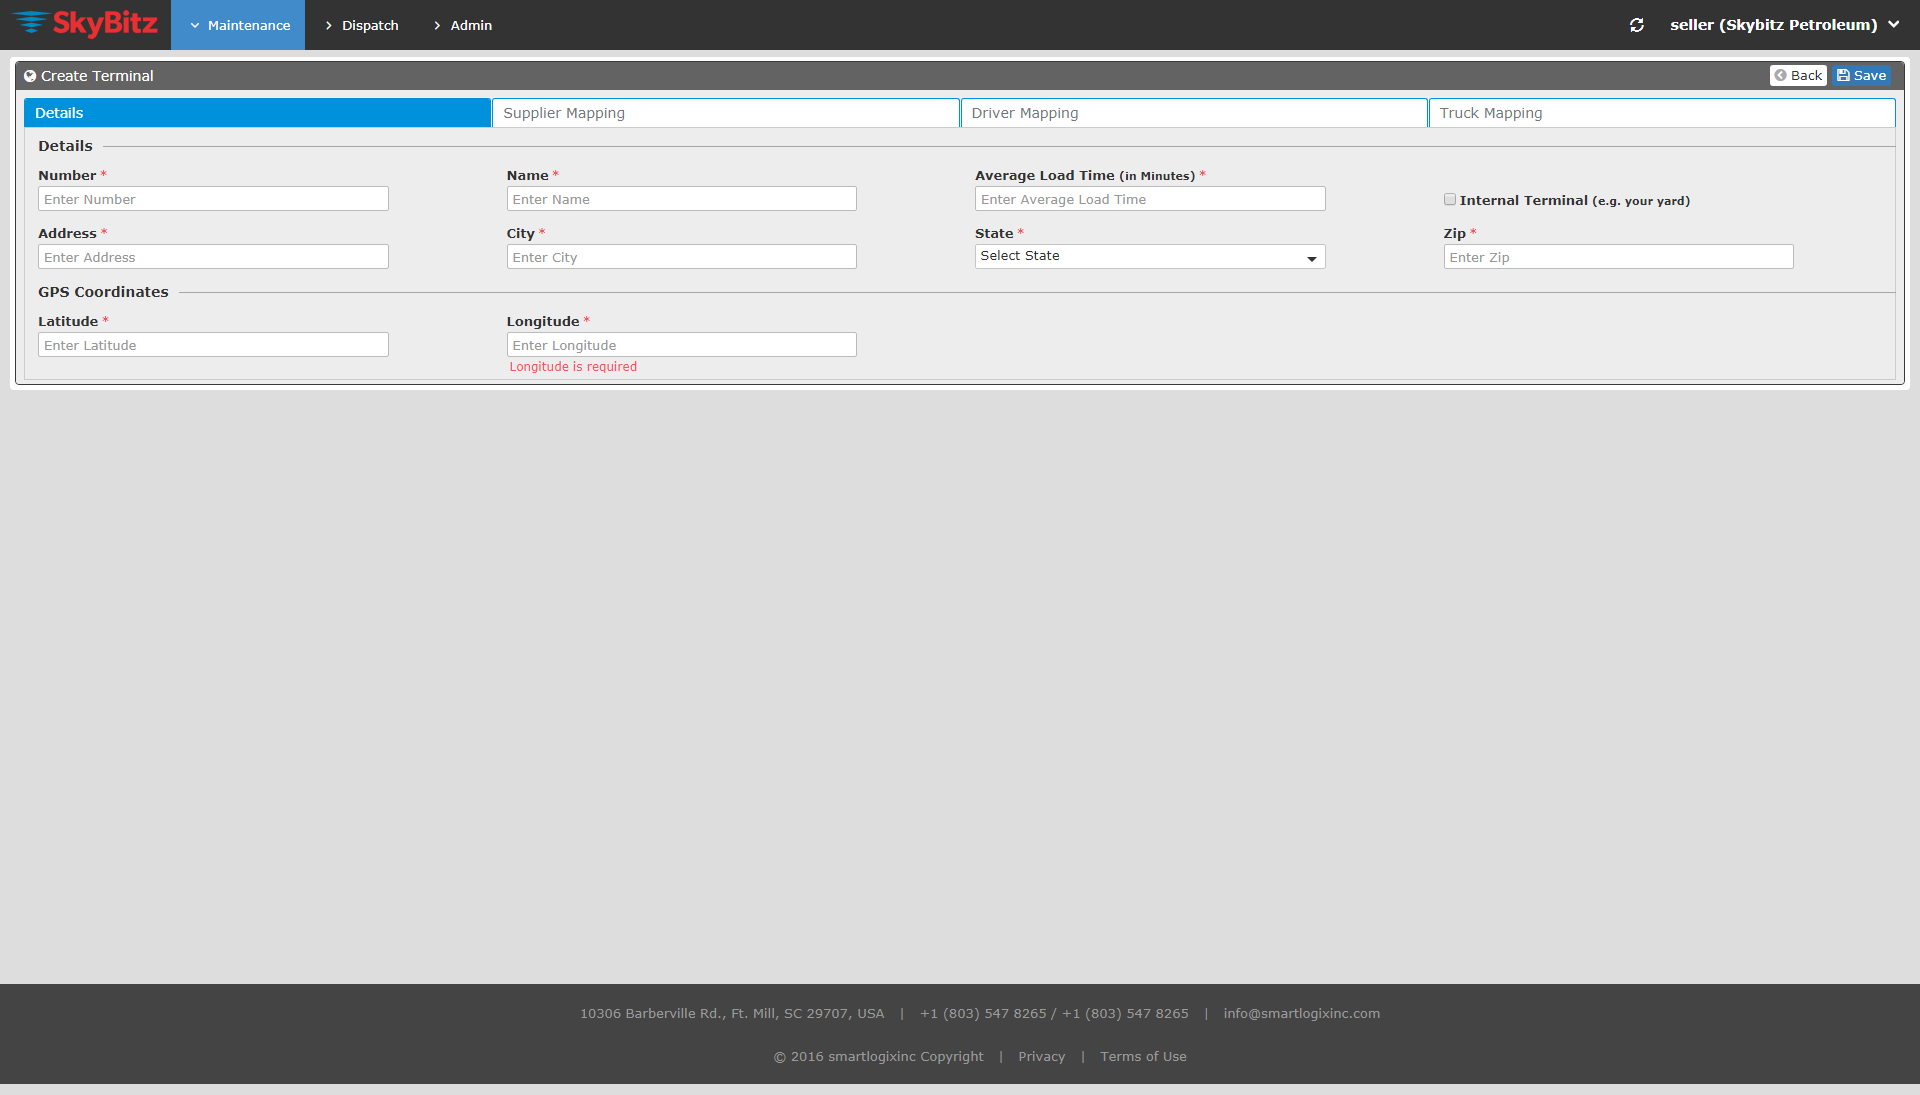 SkyBitz
Maintenance
Dispatch
Admin
seller (Skybitz Petroleum)
Create Terminal
Back
Save
Details
Supplier Mapping
Driver Mapping
Truck Mapping
Details
Number *
Name *
Average Load Time (in Minutes) *
Enter Number
Enter Name
Enter Average Load Time
Internal Terminal (e.g. your yard)
Address *
City *
State *
Zip *
Enter Address
Enter City
Select State
Enter Zip
GPS Coordinates
Latitude *
Longitude *
Enter Latitude
Enter Longitude
Longitude is required
10306 Barberville Rd., Ft. Mill, SC 29707, USA | +1 (803) 547 8265 / +1 (803) 547 8265 | info@smartlogixinc.com
© 2016 smartlogixinc Copyright | Privacy | Terms of Use